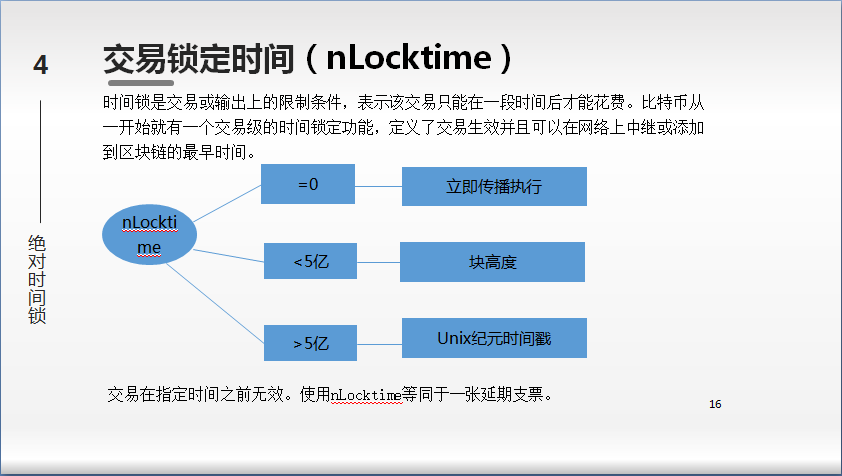 4
交易锁定时间（nLocktime）
时间锁是交易或输出上的限制条件，表示该交易只能在一段时间后才能花费。比特币从
一开始就有一个交易级的时间锁定功能，定义了交易生效并且可以在网络上中继或添加
到区块链的最早时间。
绝对时间锁
nLockti
me
=0
立即传播执行
<5亿
块高度
>5亿
Unix纪元时间戳
交易在指定时间之前无效。使用nLocktime等同于一张延期支票。
16